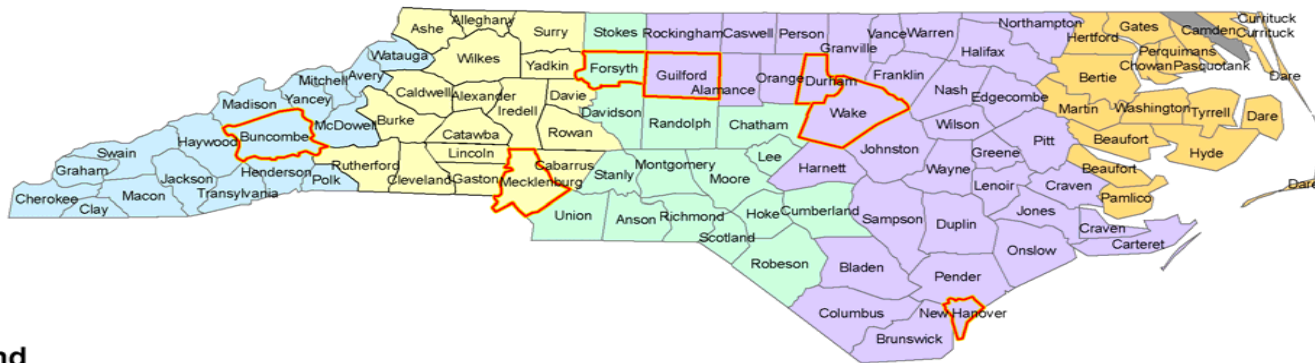 Ashe
Alleghany
Surry
Stokes
Rockingham
Caswell
Person
Granville
Vance
Warren
Northampton
Hertford
Gates
Camden
Currituck
Currituck
Watauga
Wilkes
Yadkin
Forsyth
Guilford
Alamance
Orange
Durham
Franklin
Halifax
Bertie
Perquimans
Chowan
Pasquotank
Dare
Mitchell
Avery
Caldwell
Alexander
Iredell
Davie
Davidson
Randolph
Chatham
Wake
Nash
Edgecombe
Martin
Washington
Tyrrell
Dare
Madison
Yancey
Burke
Catawba
Rowan
Wilson
Pitt
Beaufort
Hyde
Buncombe
McDowell
Haywood
Swain
Graham
Rutherford
Lincoln
Cabarrus
Stanly
Montgomery
Moore
Lee
Harnett
Johnston
Wayne
Greene
Lenoir
Craven
Beaufort
Pamlico
Dare
Cherokee
Clay
Macon
Jackson
Transylvania
Henderson
Polk
Cleveland
Gaston
Mecklenburg
Union
Anson
Richmond
Scotland
Hoke
Cumberland
Sampson
Duplin
Jones
Craven
Carteret
Onslow
Robeson
Bladen
Pender
Columbus
New Hanover
Brunswick
nd